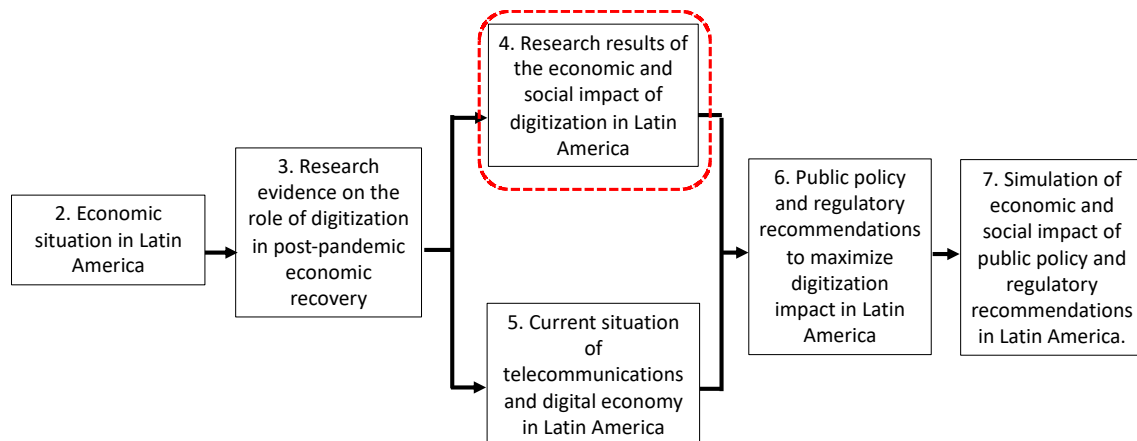 2. Economic
situation in Latin
America
3. Research
evidence on the
role of digitization
in post-pandemic
economic
recovery
4. Research results of
the economic and
social impact of
digitization in Latin
America
5. Current situation
of
telecommunications
and digital economy
in Latin America
6. Public policy
and regulatory
recommendations
to maximize
digitization
impact in Latin
America
7. Simulation of
economic and
social impact of
public policy and
regulatory
recommendations
in Latin America.